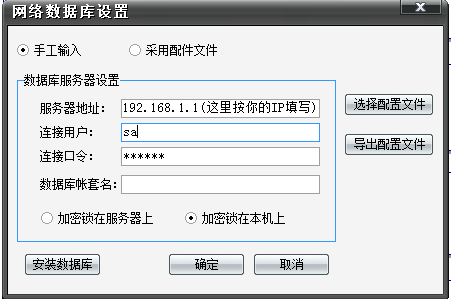 网络数据库设置
手工输入 采用配件文件
数据库服务器设置
服务器地址: 192.168.1.1(这里按你的IP填写)
选择配置文件
连接用户: sa
连接口令: ******
导出配置文件
数据库帐套名:
加密锁在服务器上 加密锁在本机上
安装数据库 确定 取消